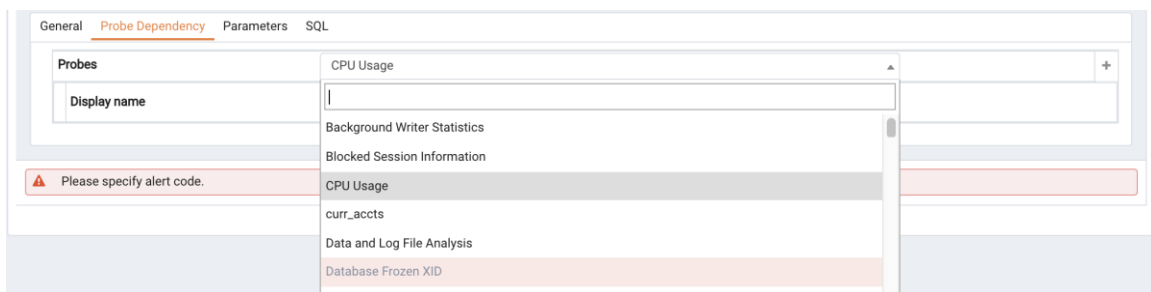 General Probe Dependency Parameters SQL
Probes CPU Usage +
Display name
Background Writer Statistics
Blocked Session Information
Please specify alert code.
CPU Usage
curr_accts
Data and Log File Analysis
Database Frozen XID